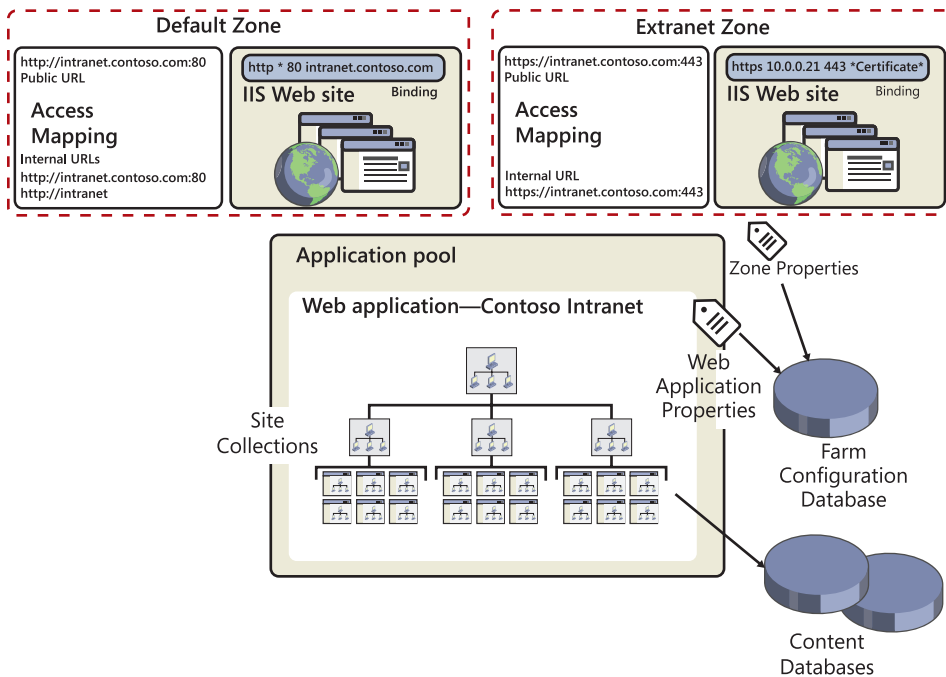 Default Zone
http://intranet.contoso.com:80
Public URL
Access
Mapping
Internal URLs
http://intranet.contoso.com:80
http://intranet
http * 80 intranet.contoso.com
IIS Web site
Binding
Extranet Zone
https://intranet.contoso.com:443
Public URL
Access
Mapping
Internal URL
https://intranet.contoso.com:443
https 10.0.0.21 443 *Certificate*
IIS Web site
Binding
Zone Properties
Application pool
Web application—Contoso Intranet
Web
Application
Properties
Site
Collections
Farm
Configuration
Database
Content
Databases